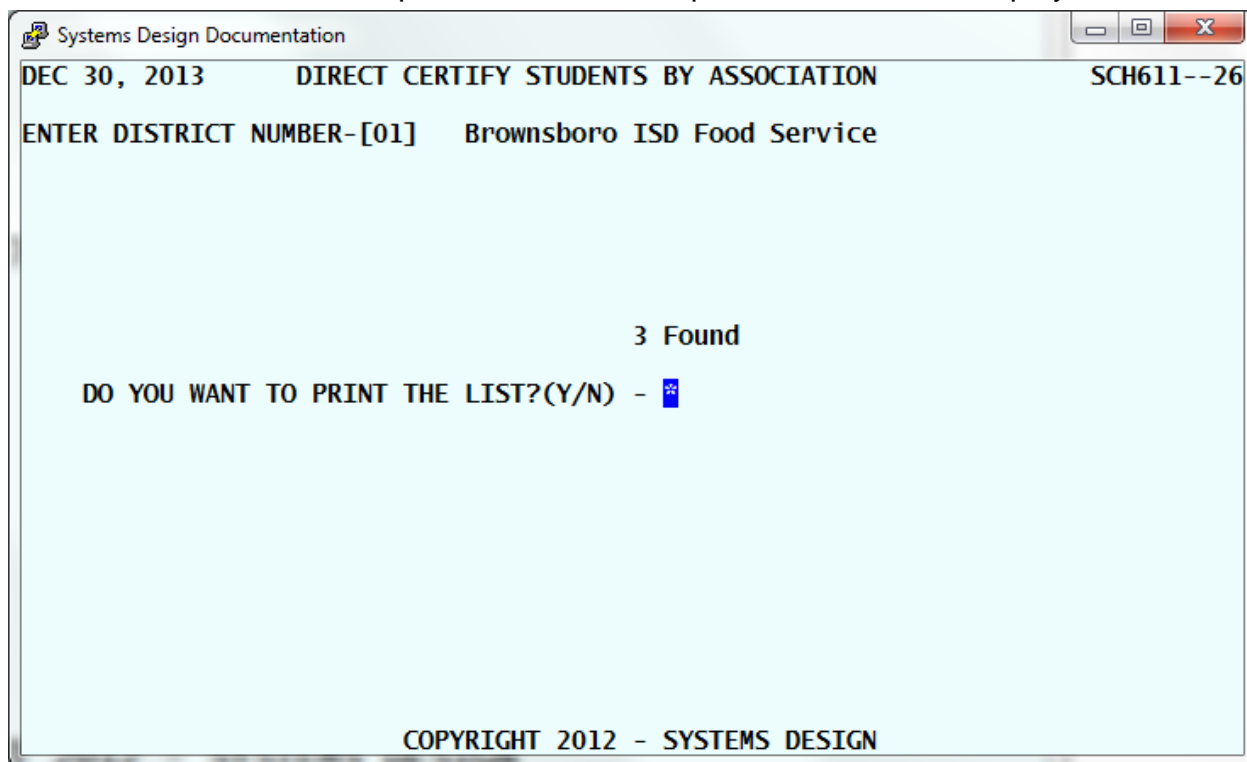 Systems Design Documentation
DEC 30, 2013 DIRECT CERTIFY STUDENTS BY ASSOCIATION SCH611--26
ENTER DISTRICT NUMBER-[01] Brownsboro ISD Food Service
3 Found
DO YOU WANT TO PRINT THE LIST?(Y/N) - *
COPYRIGHT 2012 - SYSTEMS DESIGN